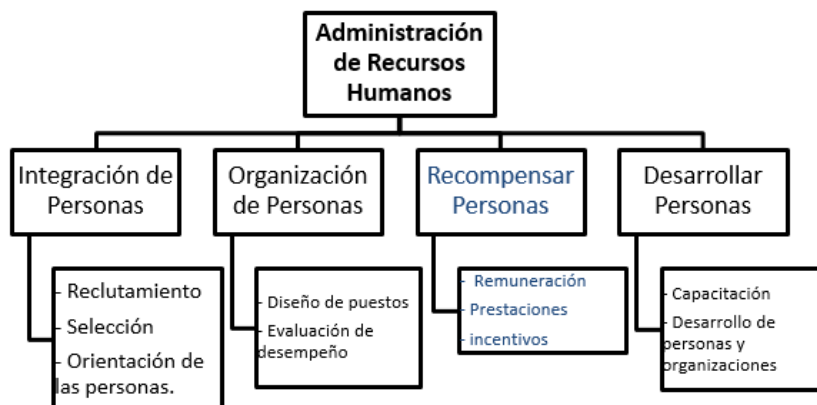 Administración
de Recursos
Humanos
Integración de
Personas
Organización
de Personas
Recompensar
Personas
Desarrollar
Personas
- Reclutamiento
- Selección
- Orientación de
las personas.
- Diseño de puestos
- Evaluación de
desempeño
- Remuneración
- Prestaciones
- incentivos
- Capacitación
- Desarrollo de
personas y
organizaciones